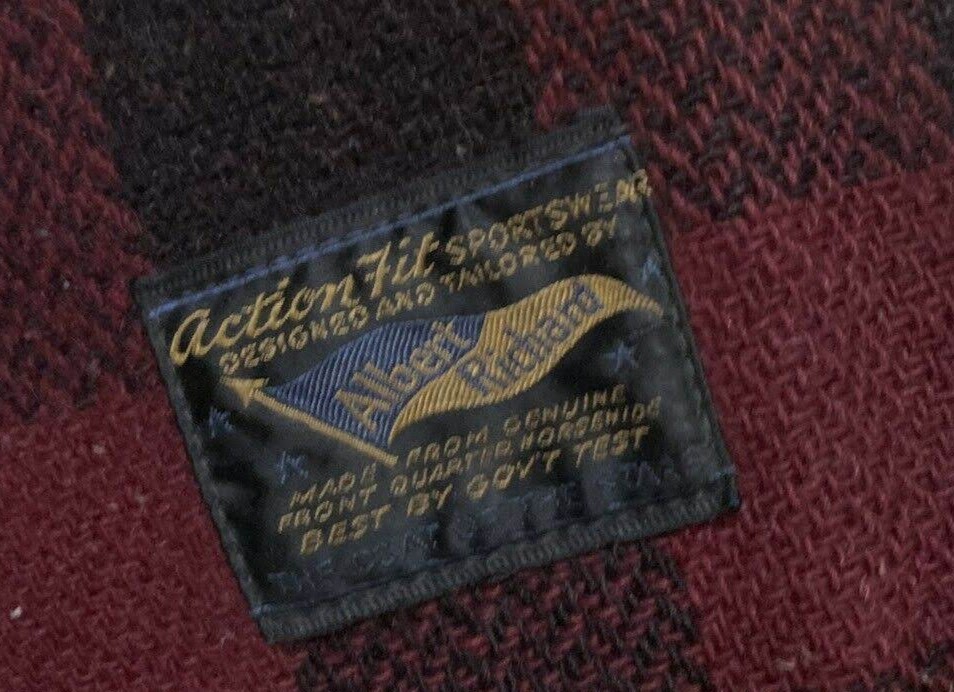 Action Fit SPORTSWEAR
DESIGNED AND TAILORED BY
Albert Richard
MADE FROM GENUINE
FRONT QUARTER HORSEHIDE
BEST BY GOV'T TEST